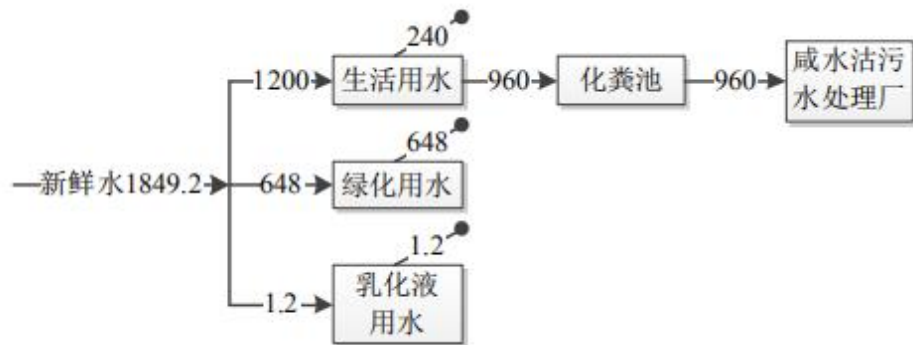 240
1200
生活用水
960
化粪池
960
咸水沽污
水处理厂
648
新鲜水1849.2
648
绿化用水
1.2
1.2
乳化液
用水